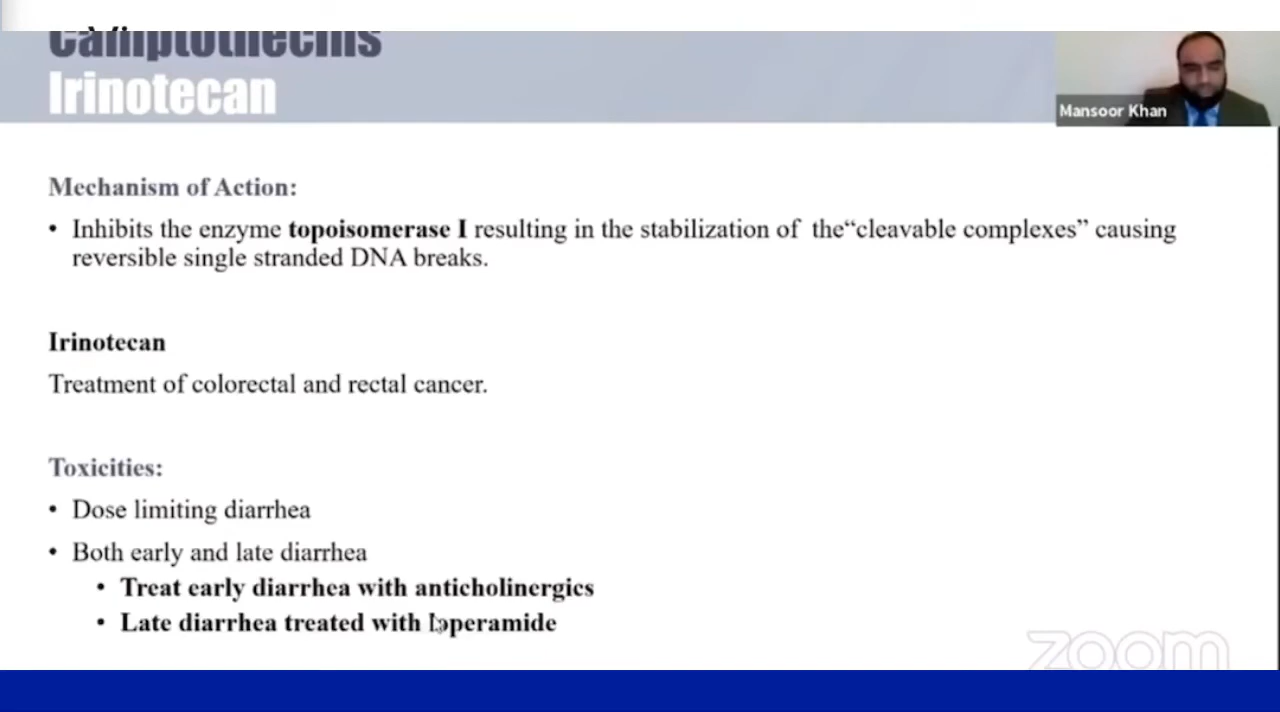 Camptothecins
Irinotecan
Mansoor Khan
Mechanism of Action:
• Inhibits the enzyme topoisomerase I resulting in the stabilization of the“cleavable complexes” causing
reversible single stranded DNA breaks.
Irinotecan
Treatment of colorectal and rectal cancer.
Toxicities:
• Dose limiting diarrhea
• Both early and late diarrhea
• Treat early diarrhea with anticholinergics
• Late diarrhea treated with loperamide
zoom